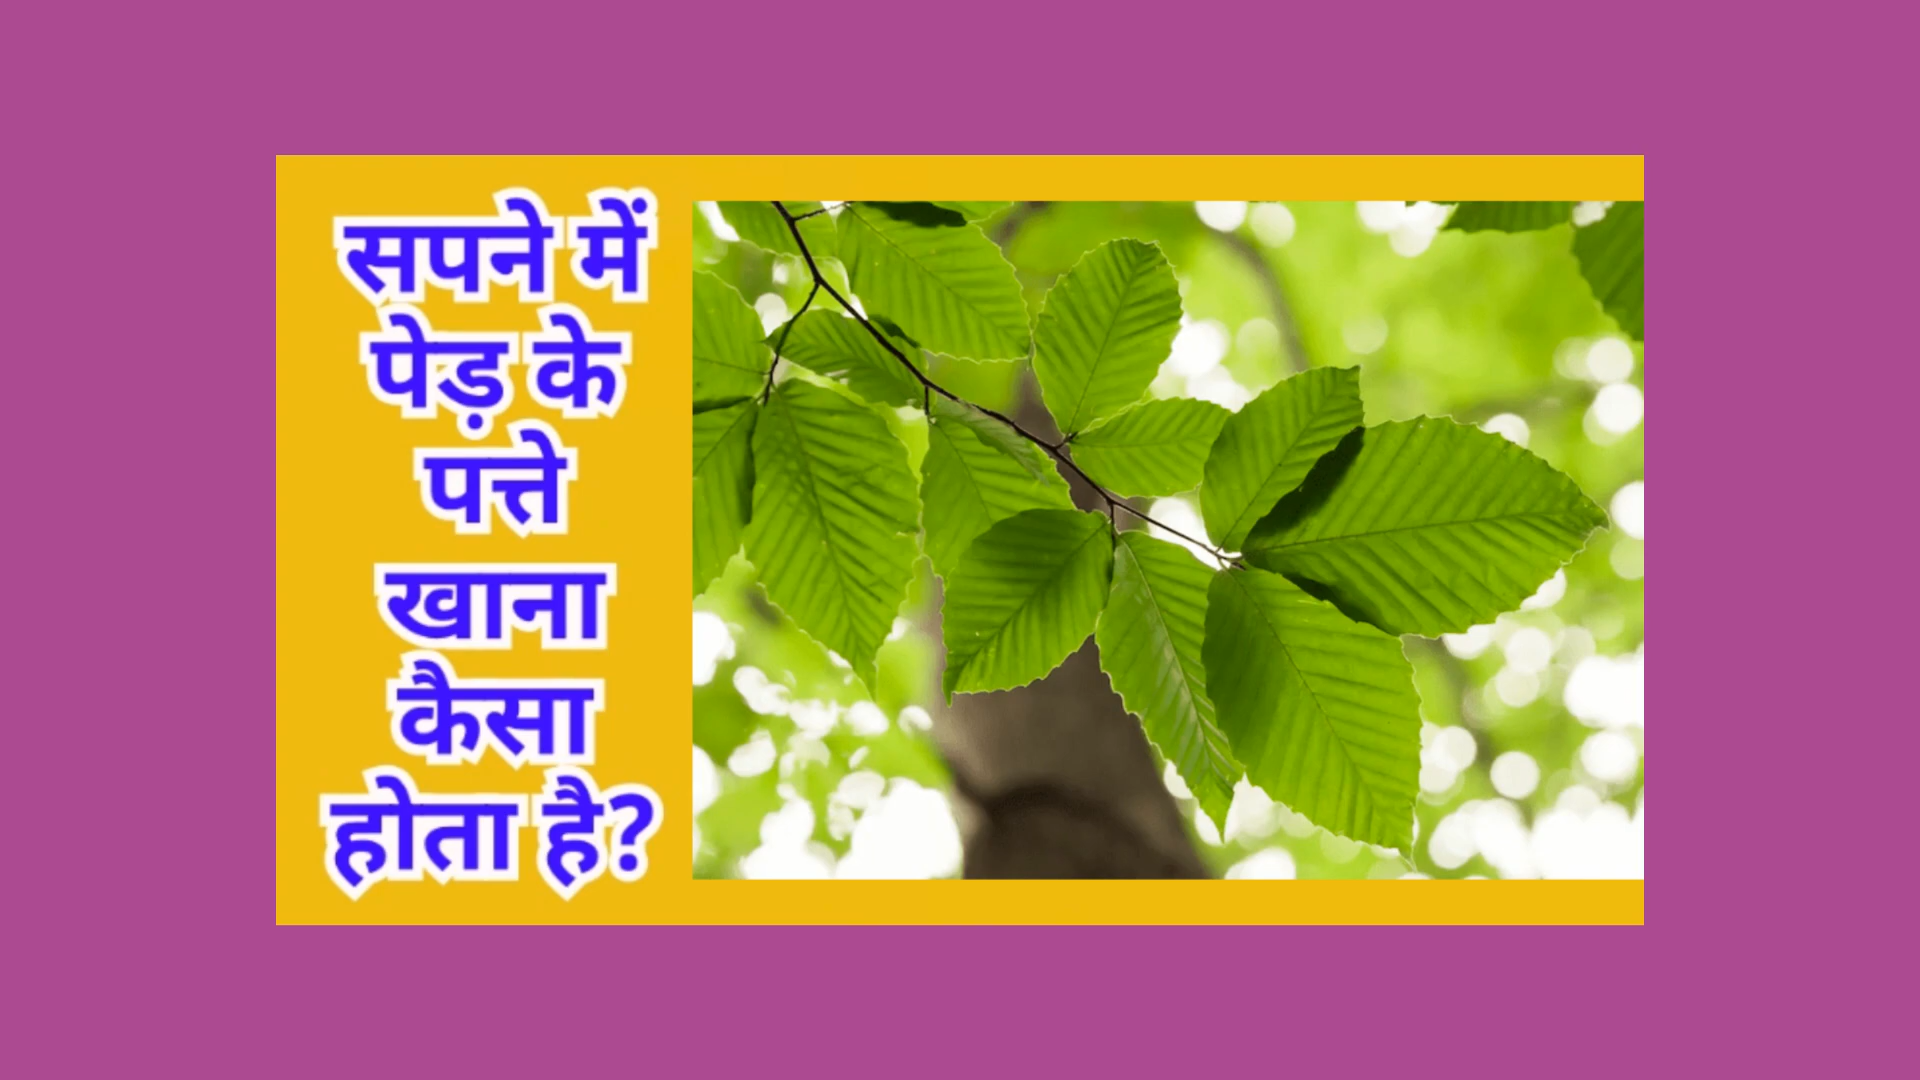 सपने में
पेड़ के
पत्ते
खाना
कैसा
होता है?